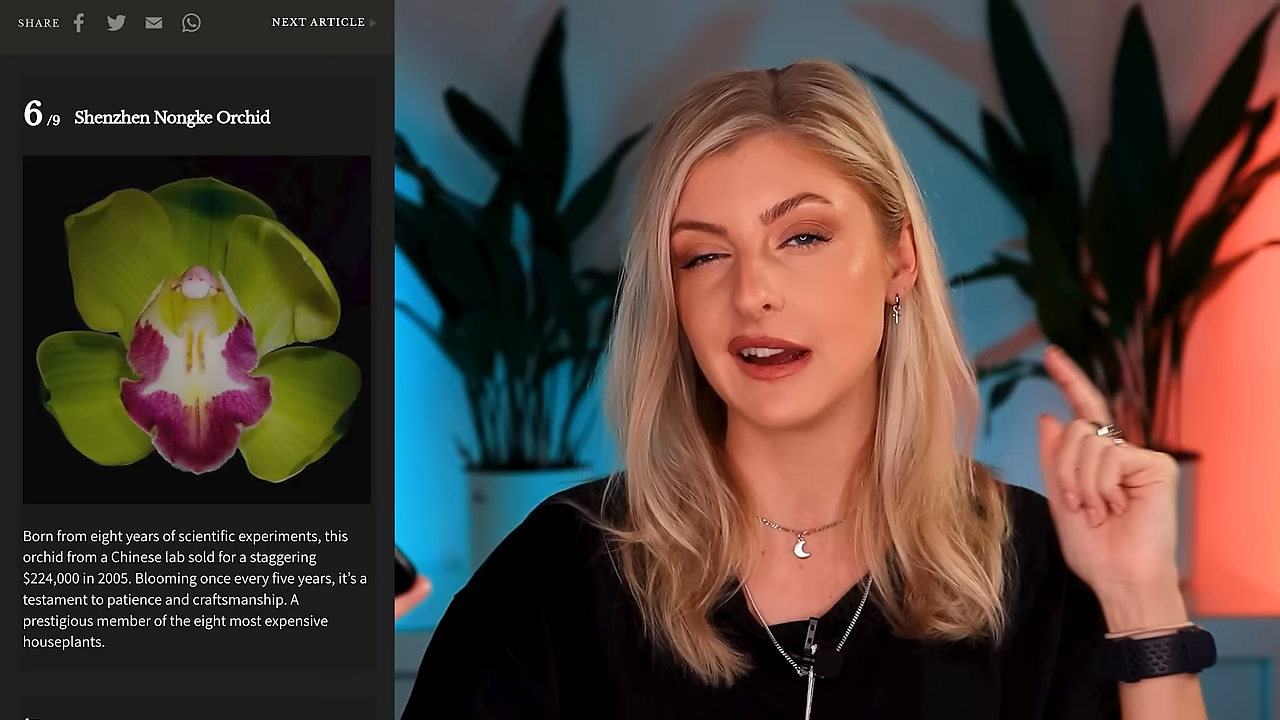 SHARE
NEXT ARTICLE
6 /9 Shenzhen Nongke Orchid
Born from eight years of scientific experiments, this
orchid from a Chinese lab sold for a staggering
$224,000 in 2005. Blooming once every five years, it's a
testament to patience and craftsmanship. A
prestigious member of the eight most expensive
houseplants.